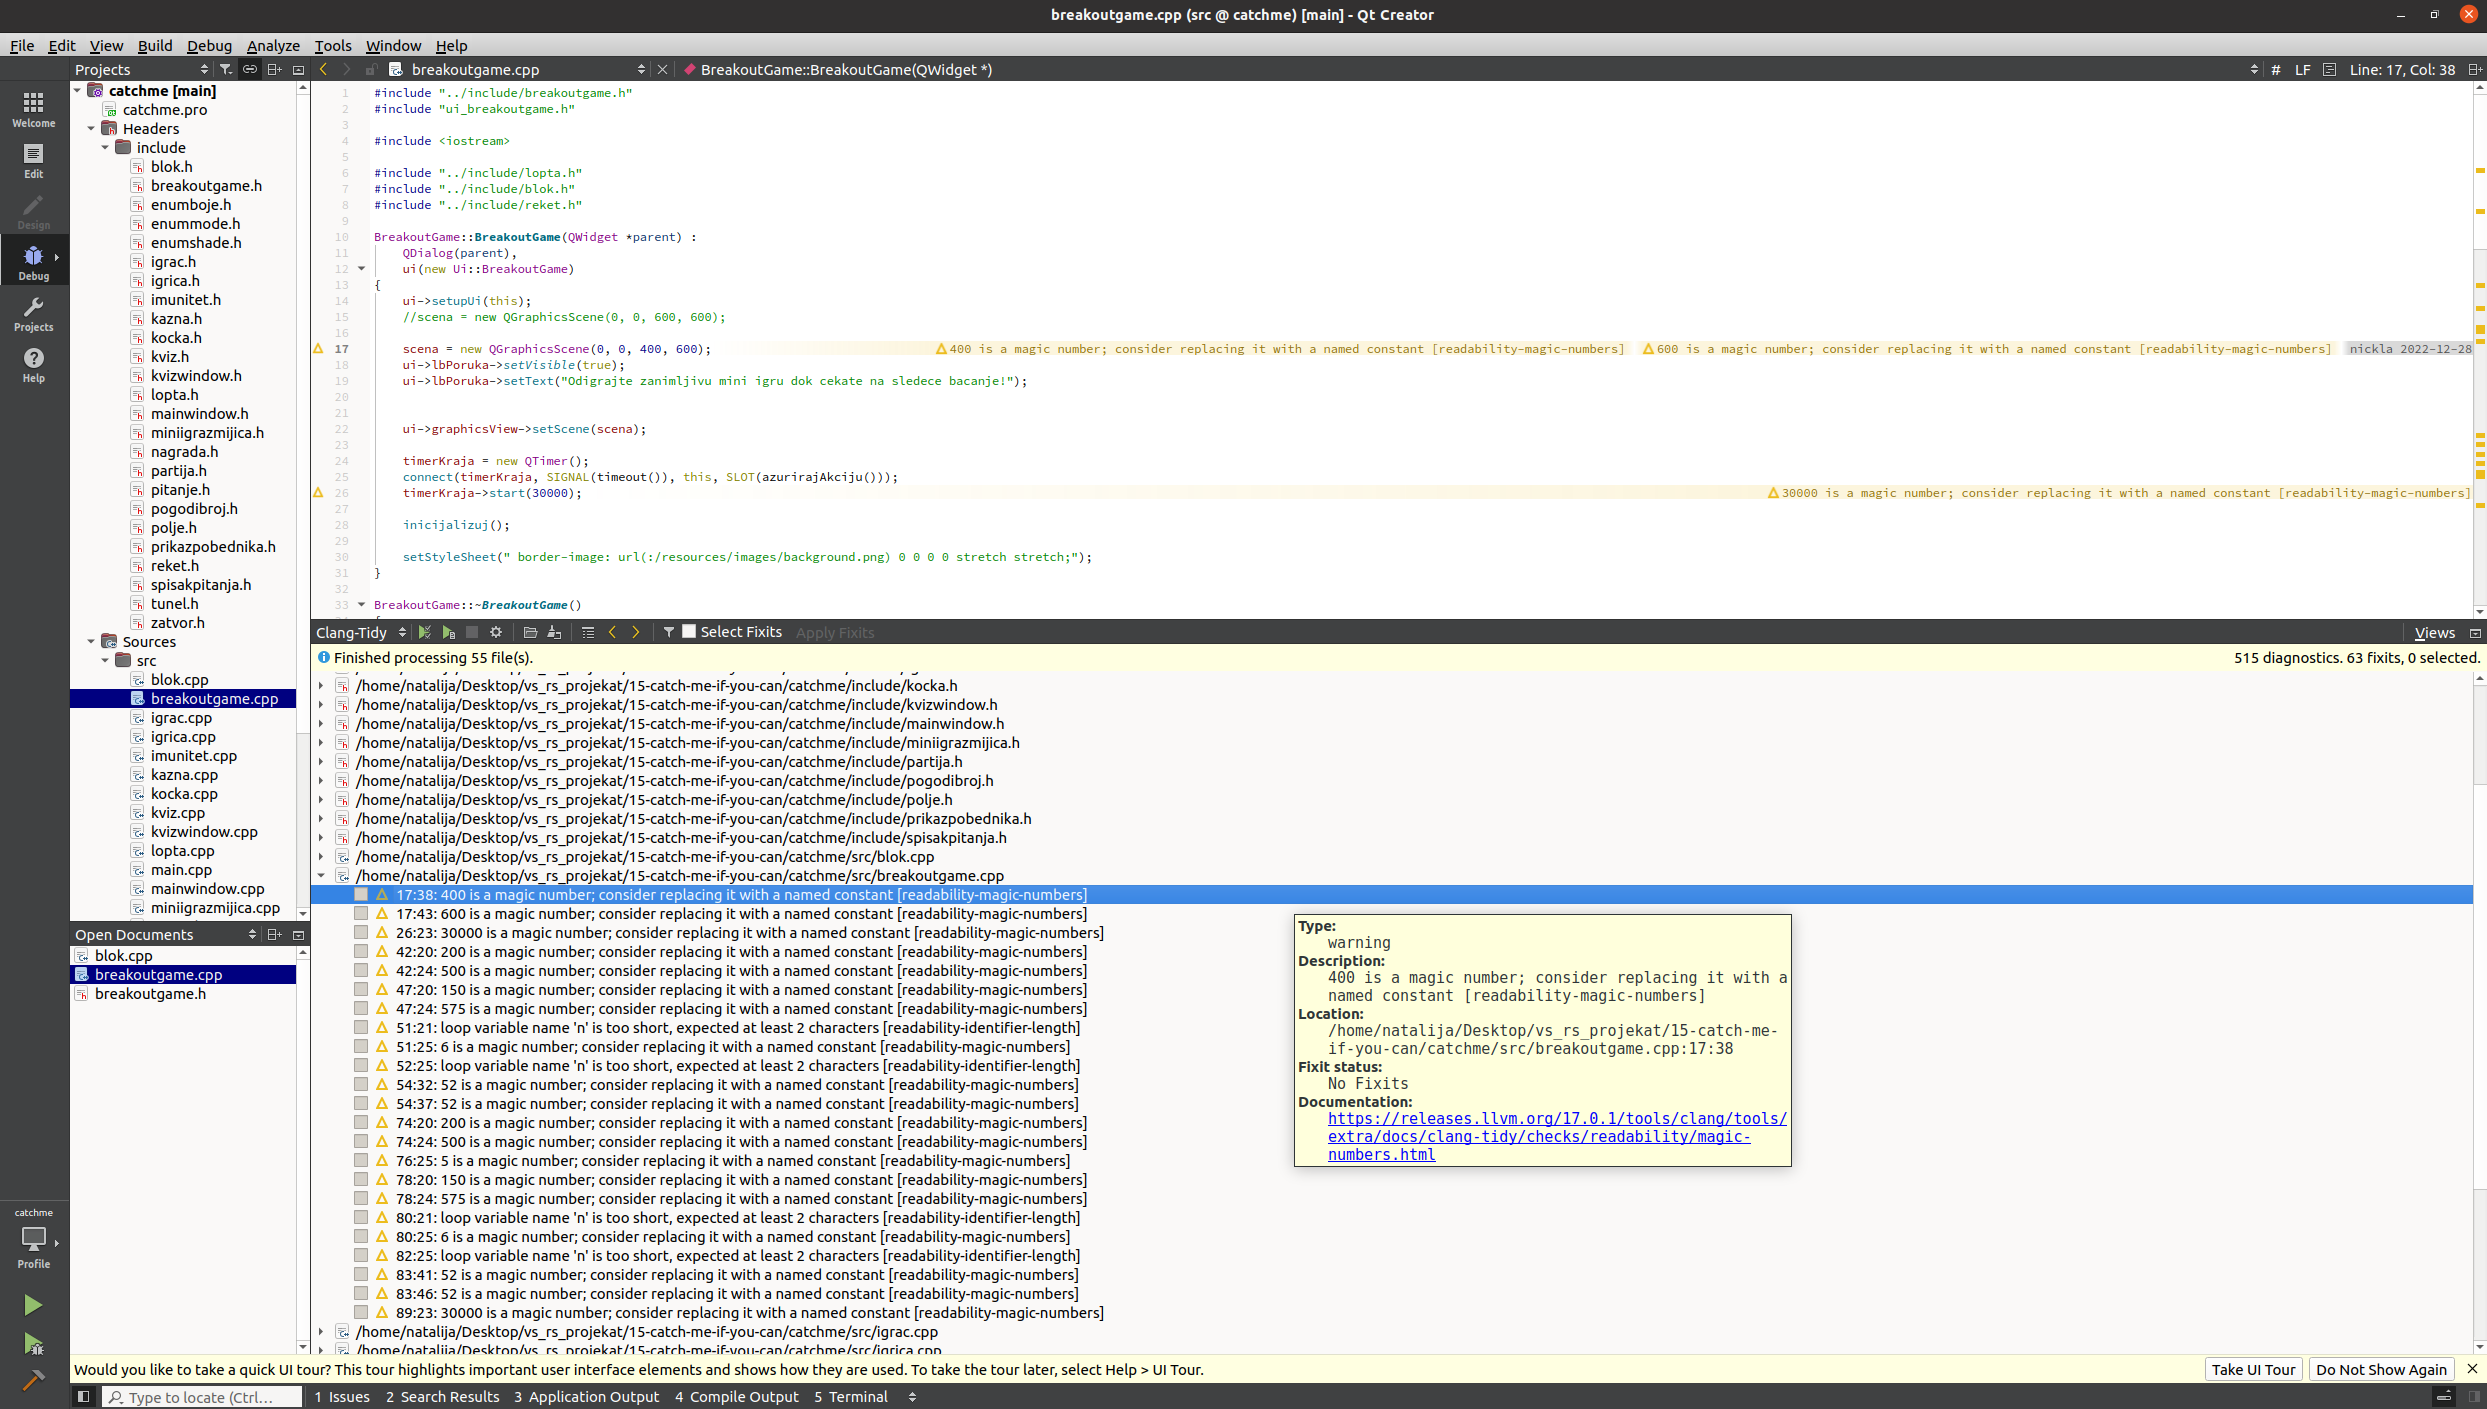 breakoutgame.cpp (src @ catchme) [main] - Qt Creator
File Edit View Build Debug Analyze Tools Window Help
Projects
breakoutgame.cpp
BreakoutGame::BreakoutGame(QWidget *)
# LF Line: 17, Col: 38
Welcome
Edit
Design
Debug
Projects
Help
catchme [main]
catchme.pro
Headers
include
blok.h
breakoutgame.h
enumboje.h
enummode.h
enumshade.h
igrac.h
igrica.h
imunitet.h
kazna.h
kocka.h
kviz.h
kvizwindow.h
lopta.h
mainwindow.h
miniigrazmijica.h
nagrada.h
partija.h
pitanje.h
pogodibroj.h
polje.h
prikazpobednika.h
reket.h
spisakpitanja.h
tunel.h
zatvor.h
Sources
src
blok.cpp
breakoutgame.cpp
igrac.cpp
igrica.cpp
imunitet.cpp
kazna.cpp
kocka.cpp
kviz.cpp
kvizwindow.cpp
lopta.cpp
main.cpp
mainwindow.cpp
miniigrazmijica.cpp
Open Documents
blok.cpp
breakoutgame.cpp
breakoutgame.h
1 #include "../include/breakoutgame.h"
2 #include "ui_breakoutgame.h"
3
4 #include <iostream>
5
6 #include "../include/lopta.h"
7 #include "../include/blok.h"
8 #include "../include/reket.h"
9
10 BreakoutGame::BreakoutGame(QWidget *parent) :
11 QDialog(parent),
12 ui(new Ui::BreakoutGame)
13 {
14 ui->setupUi(this);
15 //scena = new QGraphicsScene(0, 0, 600, 600);
16
17 scena = new QGraphicsScene(0, 0, 400, 600); 400 is a magic number; consider replacing it with a named constant [readability-magic-numbers] 600 is a magic number; consider replacing it with a named constant [readability-magic-numbers] nickla 2022-12-28
18 ui->lbPoruka->setVisible(true);
19 ui->lbPoruka->setText("Odigrajte zanimljivu mini igru dok cekate na sledece bacanje!");
20
21
22 ui->graphicsView->setScene(scena);
23
24 timerKraja = new QTimer();
25 connect(timerKraja, SIGNAL(timeout()), this, SLOT(azurirajAkciju()));
26 timerKraja->start(30000); 30000 is a magic number; consider replacing it with a named constant [readability-magic-numbers]
27
28 inicijalizuj();
29
30 setStyleSheet(" border-image: url(:/resources/images/background.png) 0 0 0 0 stretch stretch;");
31 }
32
33 BreakoutGame::~BreakoutGame()
Clang-Tidy Select Fixits Apply Fixits Views
Finished processing 55 file(s). 515 diagnostics. 63 fixits, 0 selected.
/home/natalija/Desktop/vs_rs_projekat/15-catch-me-if-you-can/catchme/include/kocka.h
/home/natalija/Desktop/vs_rs_projekat/15-catch-me-if-you-can/catchme/include/kvizwindow.h
/home/natalija/Desktop/vs_rs_projekat/15-catch-me-if-you-can/catchme/include/mainwindow.h
/home/natalija/Desktop/vs_rs_projekat/15-catch-me-if-you-can/catchme/include/miniigrazmijica.h
/home/natalija/Desktop/vs_rs_projekat/15-catch-me-if-you-can/catchme/include/partija.h
/home/natalija/Desktop/vs_rs_projekat/15-catch-me-if-you-can/catchme/include/pogodibroj.h
/home/natalija/Desktop/vs_rs_projekat/15-catch-me-if-you-can/catchme/include/polje.h
/home/natalija/Desktop/vs_rs_projekat/15-catch-me-if-you-can/catchme/include/prikazpobednika.h
/home/natalija/Desktop/vs_rs_projekat/15-catch-me-if-you-can/catchme/include/spisakpitanja.h
/home/natalija/Desktop/vs_rs_projekat/15-catch-me-if-you-can/catchme/src/blok.cpp
/home/natalija/Desktop/vs_rs_projekat/15-catch-me-if-you-can/catchme/src/breakoutgame.cpp
17:38: 400 is a magic number; consider replacing it with a named constant [readability-magic-numbers]
17:43: 600 is a magic number; consider replacing it with a named constant [readability-magic-numbers]
26:23: 30000 is a magic number; consider replacing it with a named constant [readability-magic-numbers]
42:20: 200 is a magic number; consider replacing it with a named constant [readability-magic-numbers]
42:24: 500 is a magic number; consider replacing it with a named constant [readability-magic-numbers]
47:20: 150 is a magic number; consider replacing it with a named constant [readability-magic-numbers]
47:24: 575 is a magic number; consider replacing it with a named constant [readability-magic-numbers]
51:21: loop variable name 'n' is too short, expected at least 2 characters [readability-identifier-length]
51:25: 6 is a magic number; consider replacing it with a named constant [readability-magic-numbers]
52:25: loop variable name 'n' is too short, expected at least 2 characters [readability-identifier-length]
54:32: 52 is a magic number; consider replacing it with a named constant [readability-magic-numbers]
54:37: 52 is a magic number; consider replacing it with a named constant [readability-magic-numbers]
74:20: 200 is a magic number; consider replacing it with a named constant [readability-magic-numbers]
74:24: 500 is a magic number; consider replacing it with a named constant [readability-magic-numbers]
76:25: 5 is a magic number; consider replacing it with a named constant [readability-magic-numbers]
78:20: 150 is a magic number; consider replacing it with a named constant [readability-magic-numbers]
78:24: 575 is a magic number; consider replacing it with a named constant [readability-magic-numbers]
80:21: loop variable name 'n' is too short, expected at least 2 characters [readability-identifier-length]
80:25: 6 is a magic number; consider replacing it with a named constant [readability-magic-numbers]
82:25: loop variable name 'n' is too short, expected at least 2 characters [readability-identifier-length]
83:41: 52 is a magic number; consider replacing it with a named constant [readability-magic-numbers]
83:46: 52 is a magic number; consider replacing it with a named constant [readability-magic-numbers]
89:23: 30000 is a magic number; consider replacing it with a named constant [readability-magic-numbers]
/home/natalija/Desktop/vs_rs_projekat/15-catch-me-if-you-can/catchme/src/igrac.cpp
/home/natalija/Desktop/vs_rs_projekat/15-catch-me-if-you-can/catchme/src/igrica.cpp
Type:
warning
Description:
400 is a magic number; consider replacing it with a
named constant [readability-magic-numbers]
Location:
/home/natalija/Desktop/vs_rs_projekat/15-catch-me-
if-you-can/catchme/src/breakoutgame.cpp:17:38
Fixit status:
No Fixits
Documentation:
https://releases.llvm.org/17.0.1/tools/clang/tools/
extra/docs/clang-tidy/checks/readability/magic-
numbers.html
catchme
Profile
Would you like to take a quick UI tour? This tour highlights important user interface elements and shows how they are used. To take the tour later, select Help > UI Tour. Take UI Tour Do Not Show Again
Type to locate (Ctrl... 1 Issues 2 Search Results 3 Application Output 4 Compile Output 5 Terminal